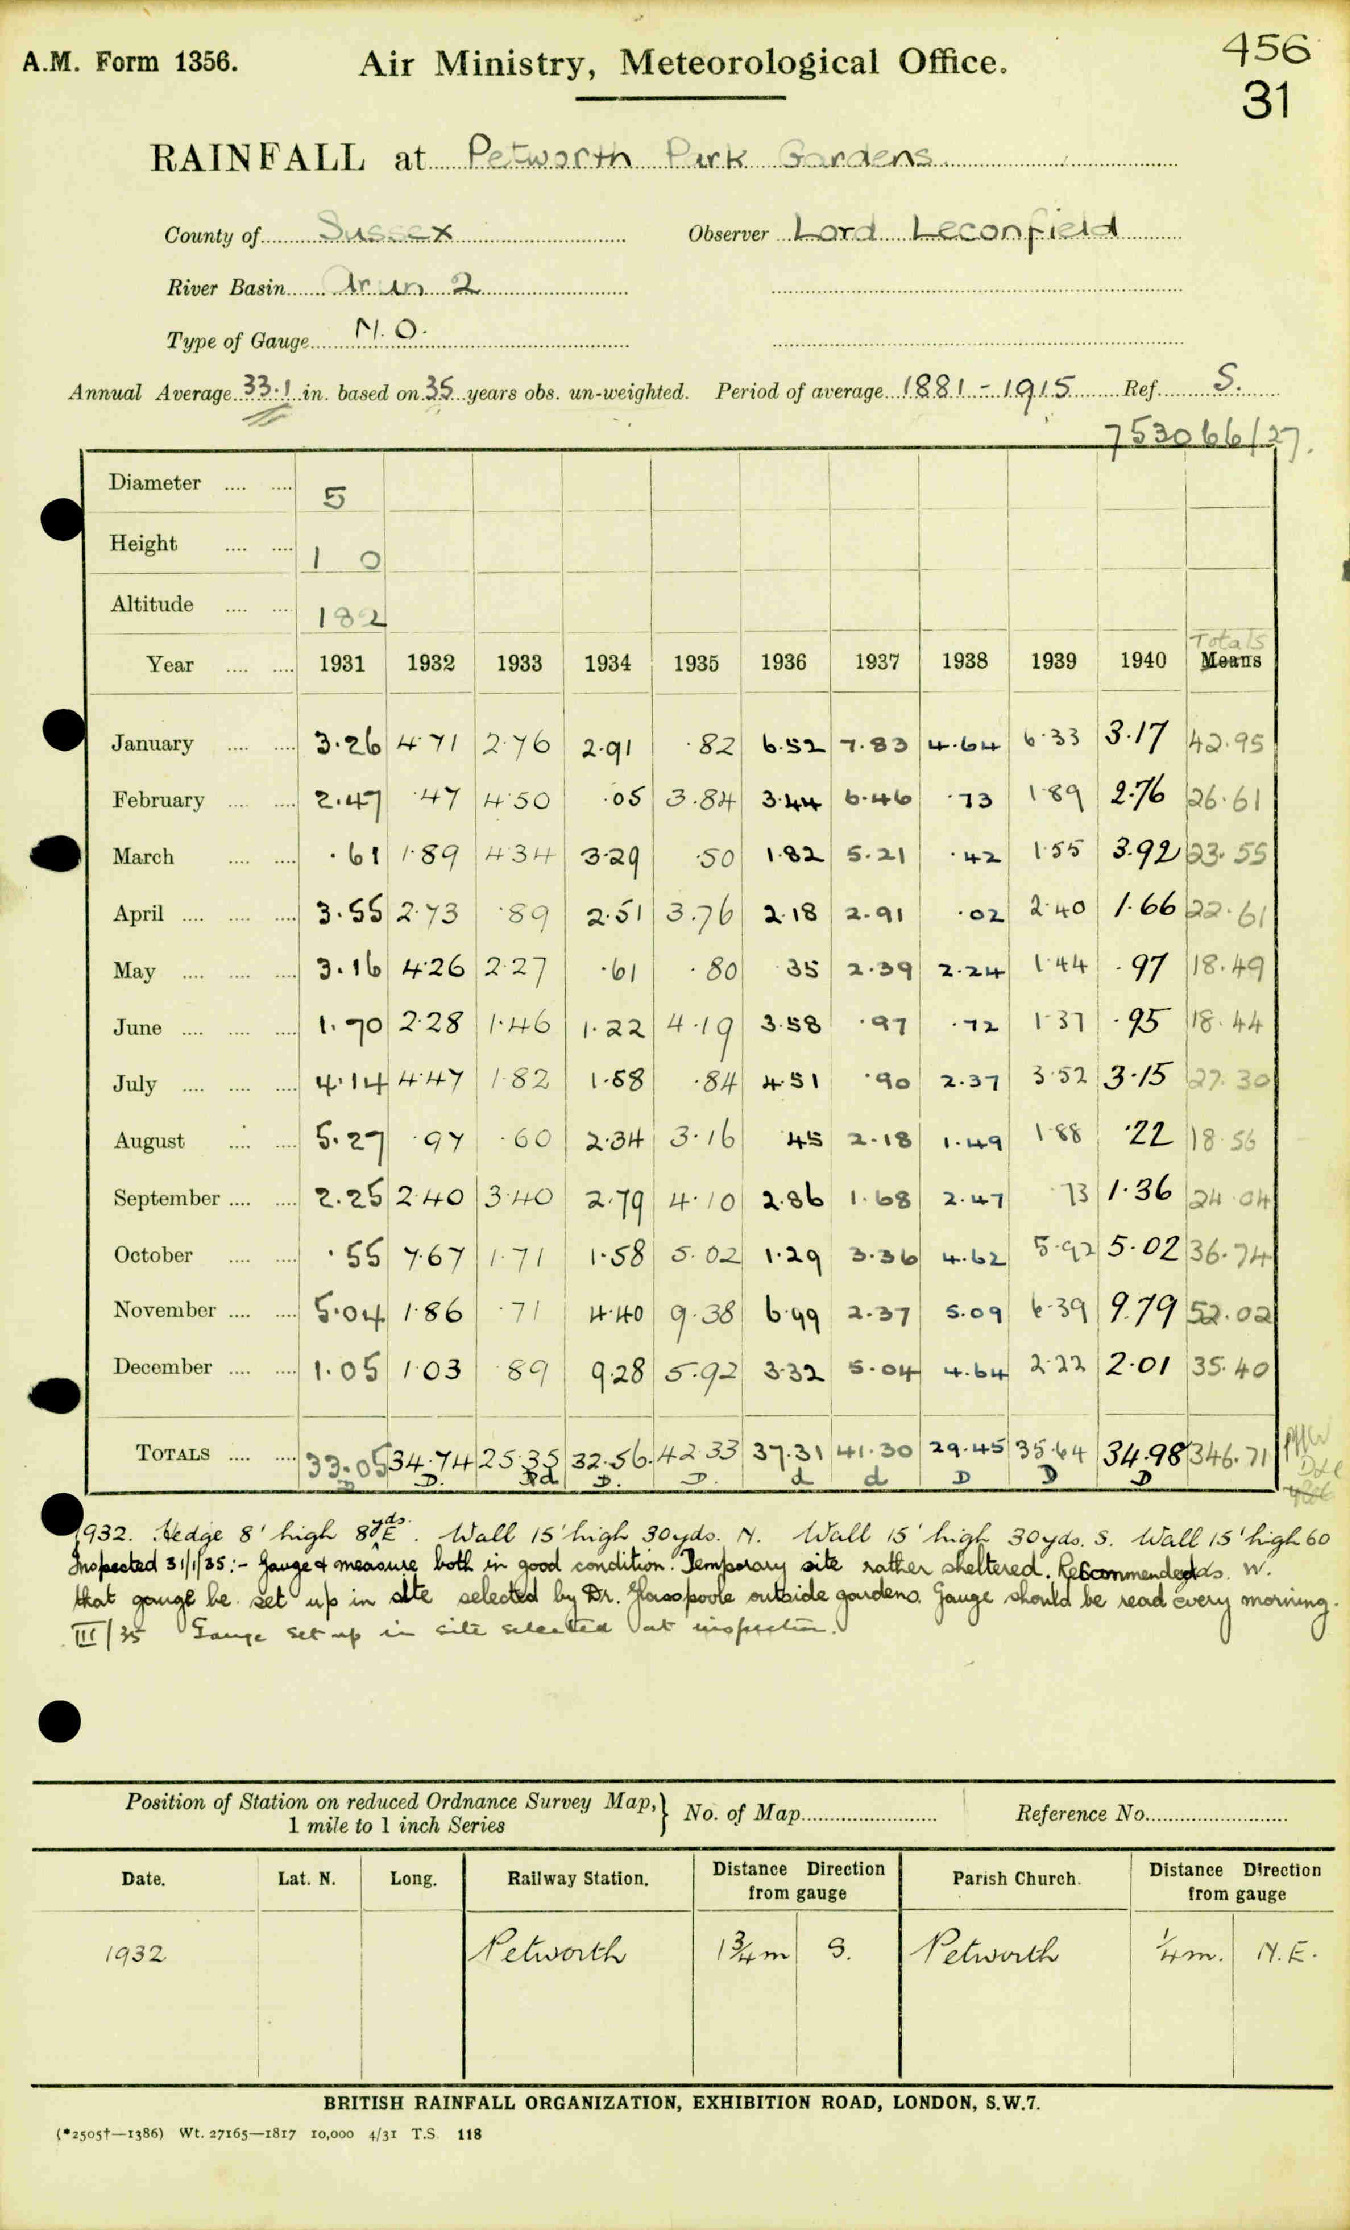 A.M. Form 1356.
Air Ministry, Meteorological Office.
456
31
RAINFALL at Petworth Park Gardens
County of Sussex Observer Lord Leconfield
River Basin Arun 2
Type of Gauge M.O.
Annual Average 33.1 in. based on 35 years obs. un-weighted. Period of average 1881-1915 Ref. S.
753066/27.
Diameter .... .... 5
Height .... .... 1 0
Altitude .... .... 182
Totals
Year .... .... 1931 1932 1933 1934 1935 1936 1937 1938 1939 1940 Means
January .... .... 3.26 4.71 2.76 2.91 .82 6.52 7.83 4.64 6.33 3.17 42.95
February .... .... 2.47 .47 4.50 .05 3.84 3.44 6.46 .73 1.89 2.76 26.61
March .... .... .61 1.89 4.34 3.29 .50 1.82 5.21 .42 1.55 3.92 23.55
April .... .... .... 3.55 2.73 .89 2.51 3.76 2.18 2.91 .02 2.40 1.66 22.61
May .... .... .... 3.16 4.26 2.27 .61 .80 35 2.39 2.24 1.44 .97 18.49
June .... .... .... 1.70 2.28 1.46 1.22 4.19 3.58 .97 .72 1.37 .95 18.44
July .... .... .... 4.14 4.47 1.82 1.58 .84 4.51 .90 2.37 3.52 3.15 27.30
August .... .... 5.27 .97 .60 2.34 3.16 45 2.18 1.49 1.88 .22 18.56
September .... .... 2.25 2.40 3.40 2.79 4.10 2.86 1.68 2.47 .73 1.36 24.04
October .... .... .55 7.67 1.71 1.58 5.02 1.29 3.36 4.62 5.92 5.02 36.74
November .... .... 5.04 1.86 .71 4.40 9.38 6.99 2.37 5.09 6.39 9.79 52.02
December .... .... 1.05 1.03 .89 9.28 5.92 3.32 5.04 4.64 2.22 2.01 35.40
TOTALS .... .... 33.05 34.74 25.35 32.56 42.33 37.31 41.30 29.45 35.64 34.98 346.71
D D. d D. D. d d D D D
1932. Hedge 8' high 8yds. E. Wall 15' high 30yds. N. Wall 15' high 30yds. S. Wall 15' high 60
yds. W.
Inspected 31/1/35:- Gauge & measure both in good condition. Temporary site rather sheltered. Recommended
that gauge be set up in site selected by Dr. Glasspoole outside gardens. Gauge should be read every morning.
III/35 Gauge set up in site selected at inspection.
Position of Station on reduced Ordnance Survey Map, } No. of Map Reference No.
1 mile to 1 inch Series
Date. Lat. N. Long. Railway Station. Distance Direction from gauge Parish Church. Distance Direction from gauge
1932 Petworth 1¾m S. Petworth ¼m. N.E.
BRITISH RAINFALL ORGANIZATION, EXHIBITION ROAD, LONDON, S.W.7.
(*2505†—1386) Wt. 27165—1817 10,000 4/31 T.S. 118